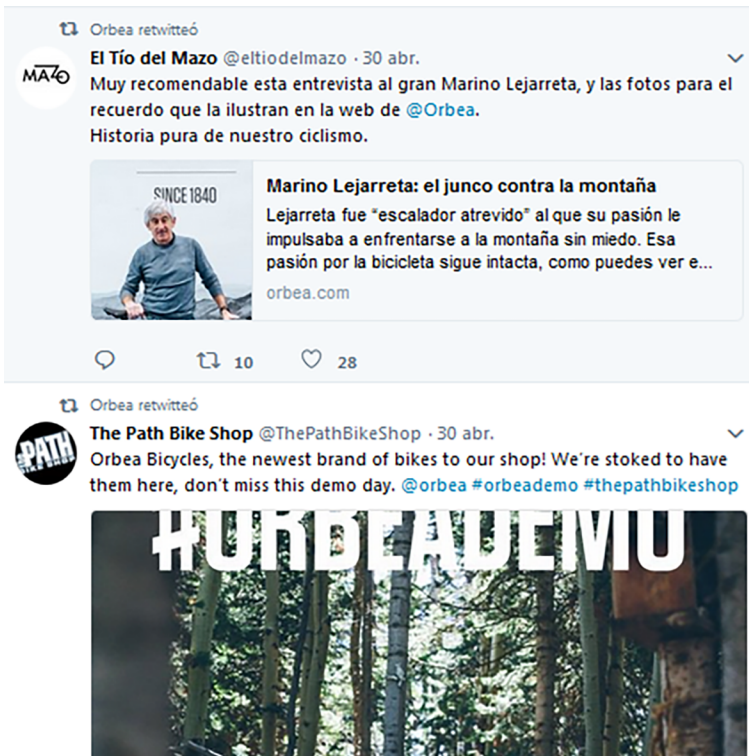 Orbea retwitteó
MAZO
El Tío del Mazo @eltiodelmazo · 30 abr.
Muy recomendable esta entrevista al gran Marino Lejarreta, y las fotos para el
recuerdo que la ilustran en la web de @Orbea.
Historia pura de nuestro ciclismo.
SINCE 1840
Marino Lejarreta: el junco contra la montaña
Lejarreta fue “escalador atrevido” al que su pasión le
impulsaba a enfrentarse a la montaña sin miedo. Esa
pasión por la bicicleta sigue intacta, como puedes ver e...
orbea.com
10 28
Orbea retwitteó
THE PATH
BIKE SHOP
The Path Bike Shop @ThePathBikeShop · 30 abr.
Orbea Bicycles, the newest brand of bikes to our shop! We're stoked to have
them here, don't miss this demo day. @orbea #orbeademo #thepathbikeshop
#ORBEADEMO